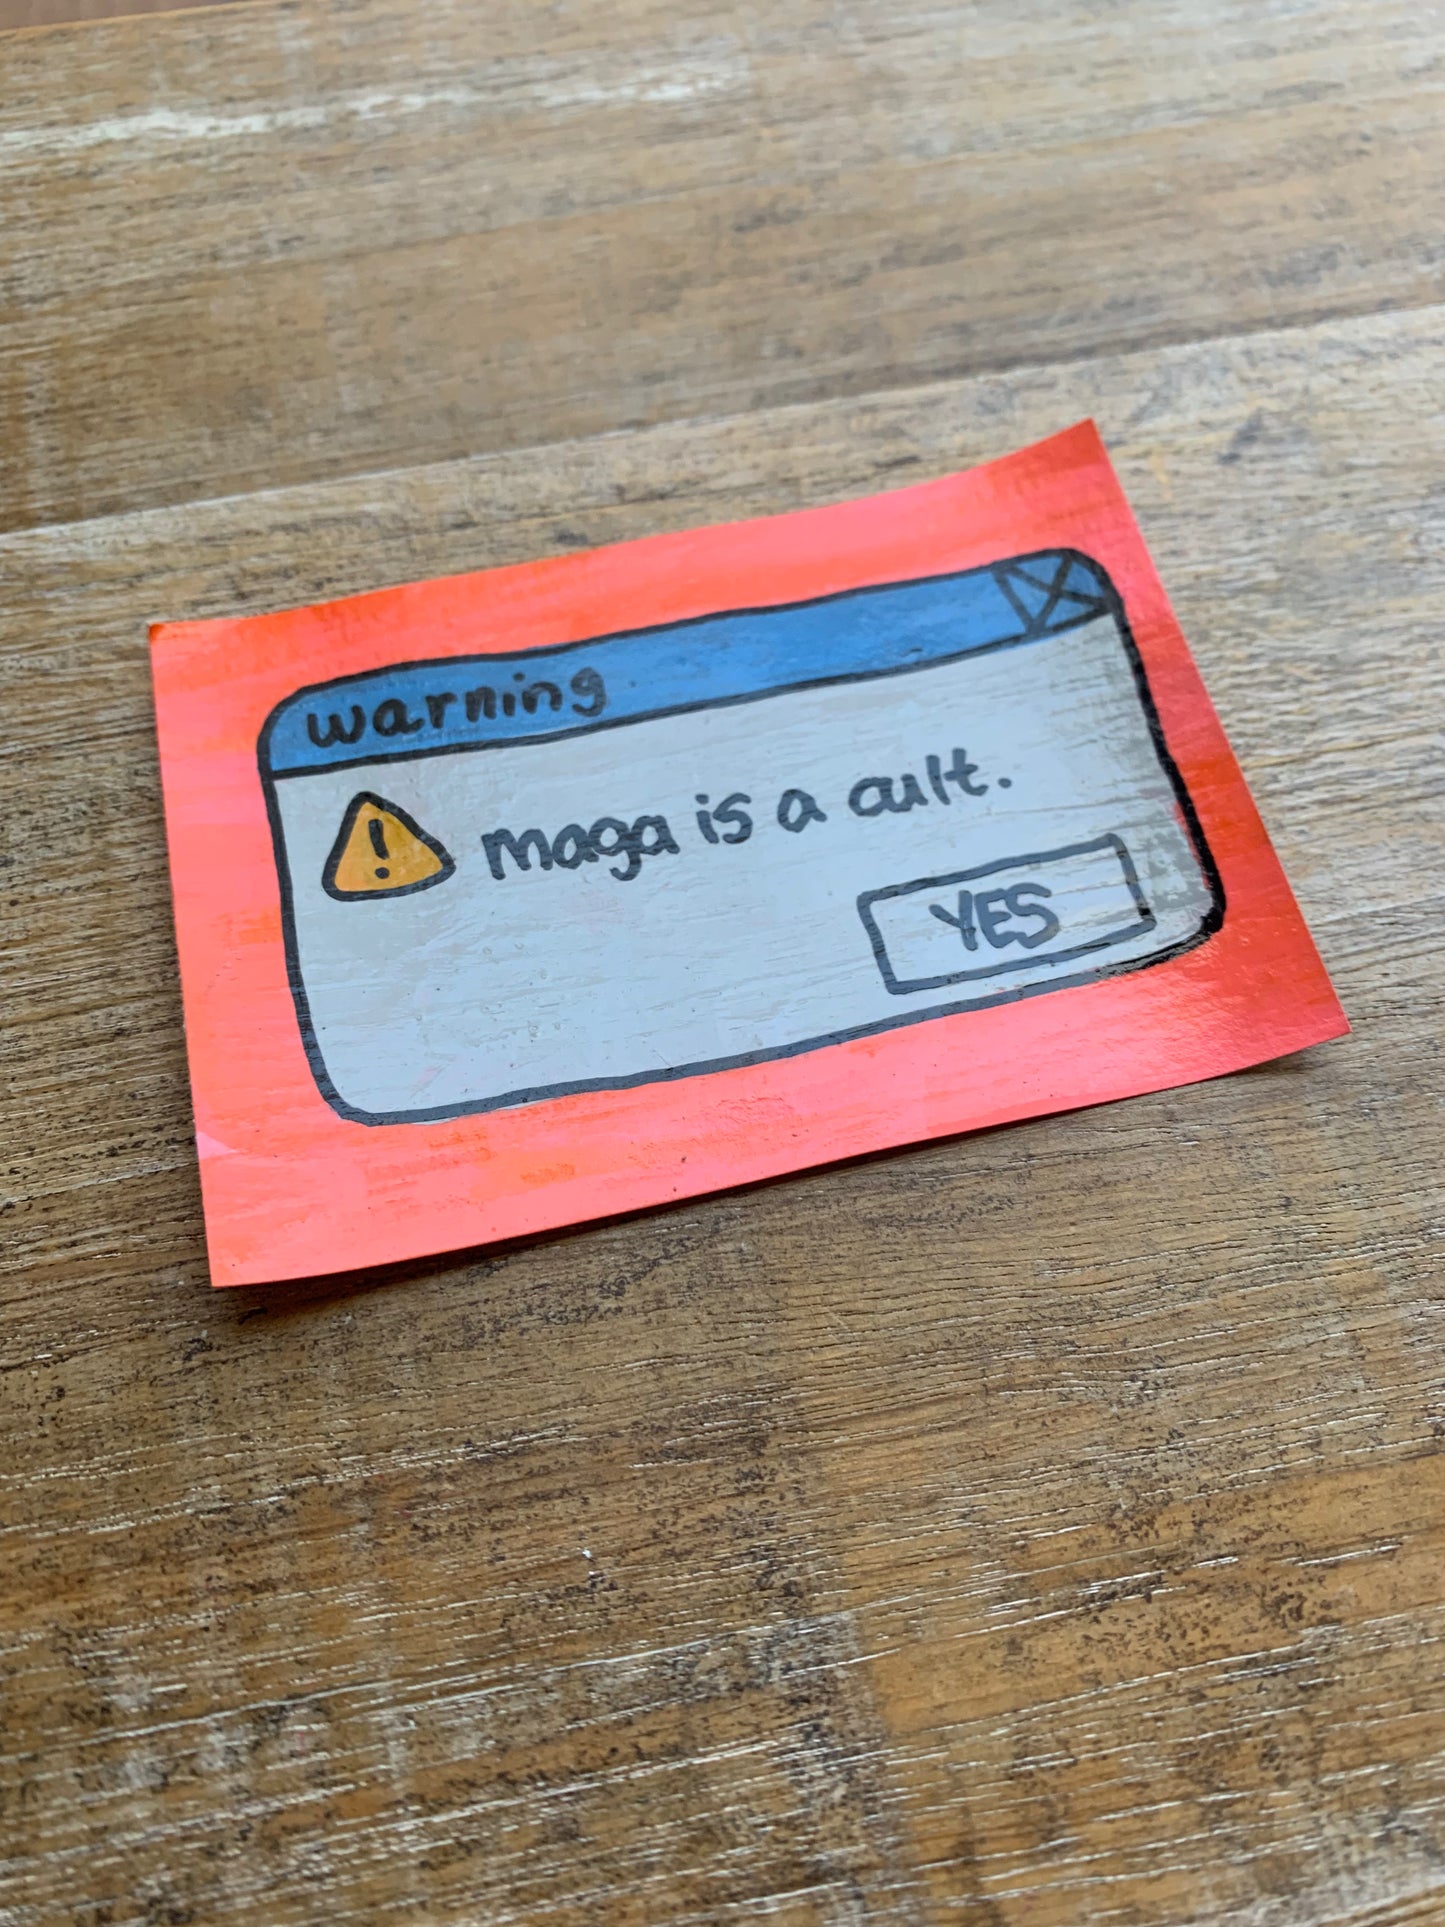 warning
maga is a cult.
YES